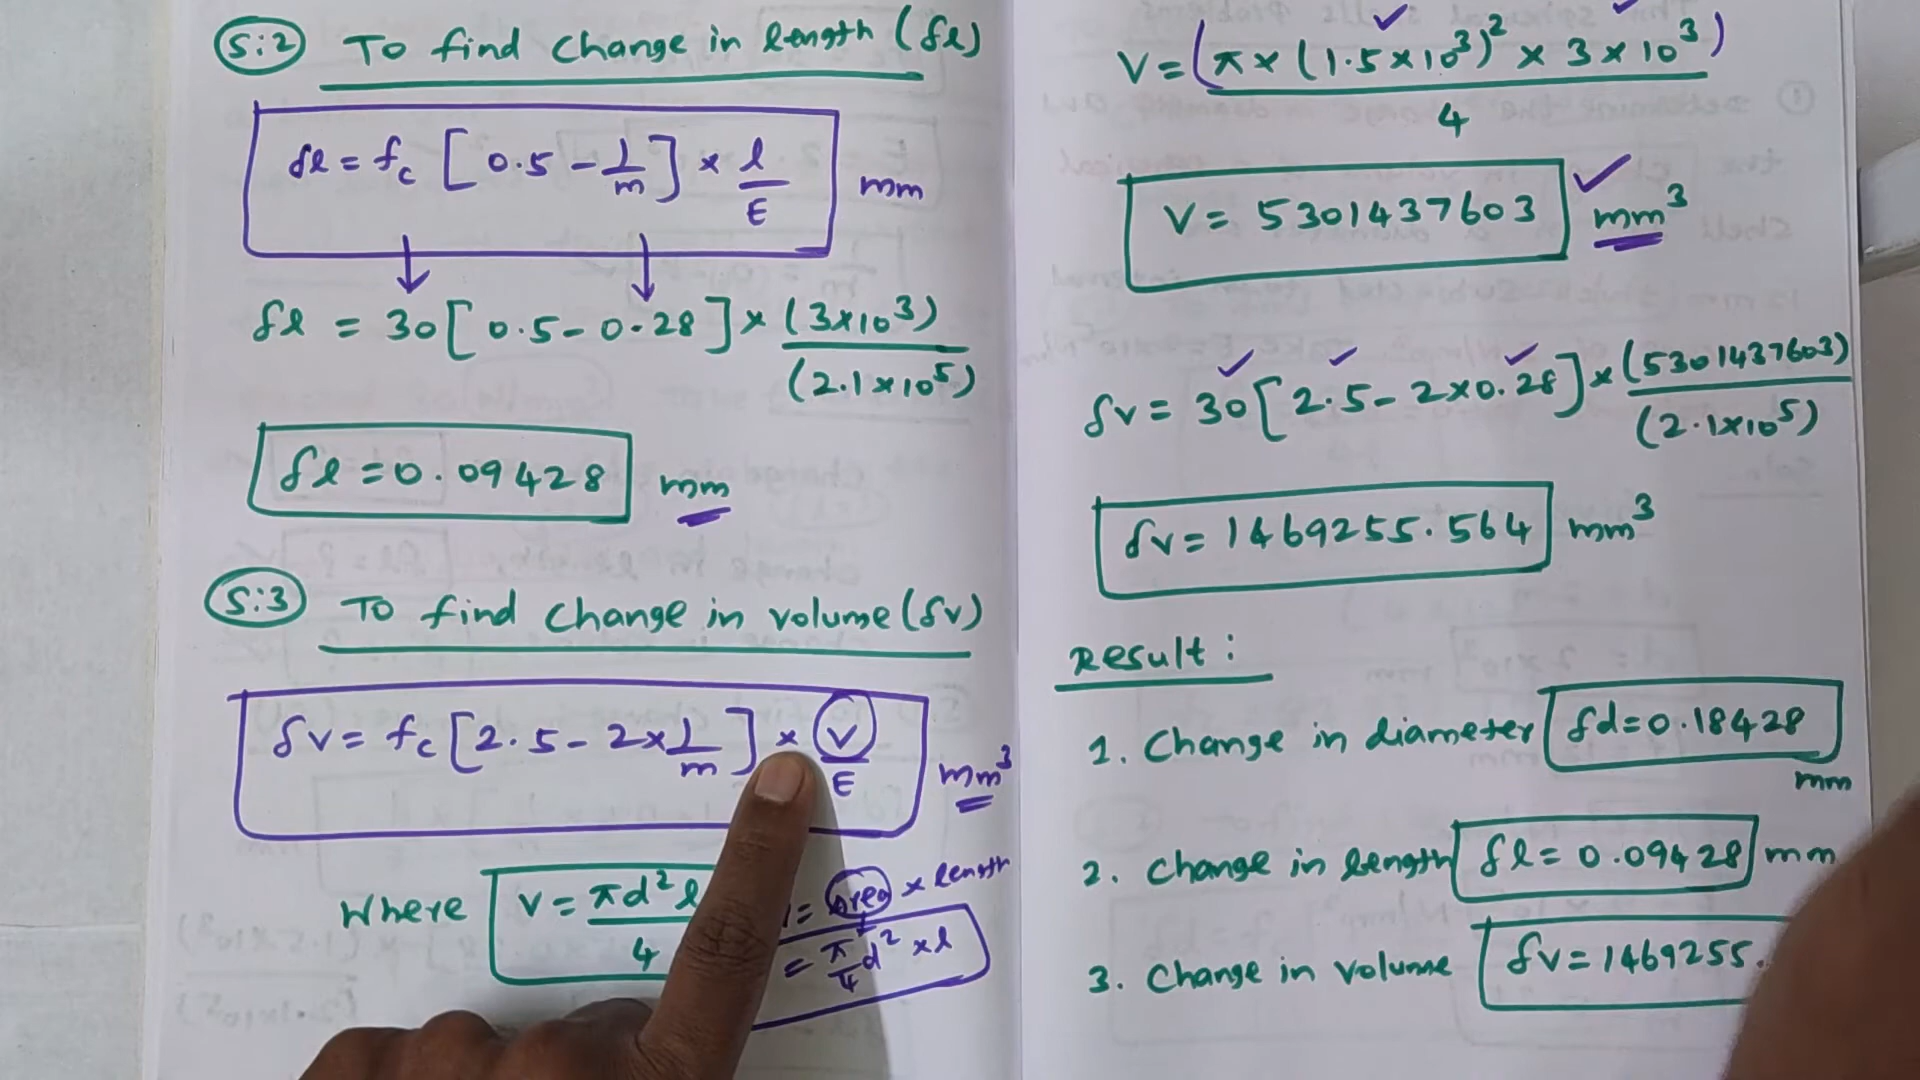 S:2 To find change in length (δl)
δl = fc [0.5 - 1/m] × l/E mm
δl = 30 [0.5 - 0.28] × (3×10³)/(2.1×10⁵)
δl = 0.09428 mm
S:3 To find change in volume (δv)
δv = fc [2.5 - 2×1/m] × V/E mm³
Where V = πd²l/4
= Area × length
= π/4 d² × l
V = (π × (1.5×10³)² × 3×10³)/4
V = 5301437603 mm³
δv = 30 [2.5 - 2×0.28] × (5301437603)/(2.1×10⁵)
δv = 1469255.564 mm³
Result :
1. Change in diameter δd = 0.18428 mm
2. Change in length δl = 0.09428 mm
3. Change in volume δv = 1469255.